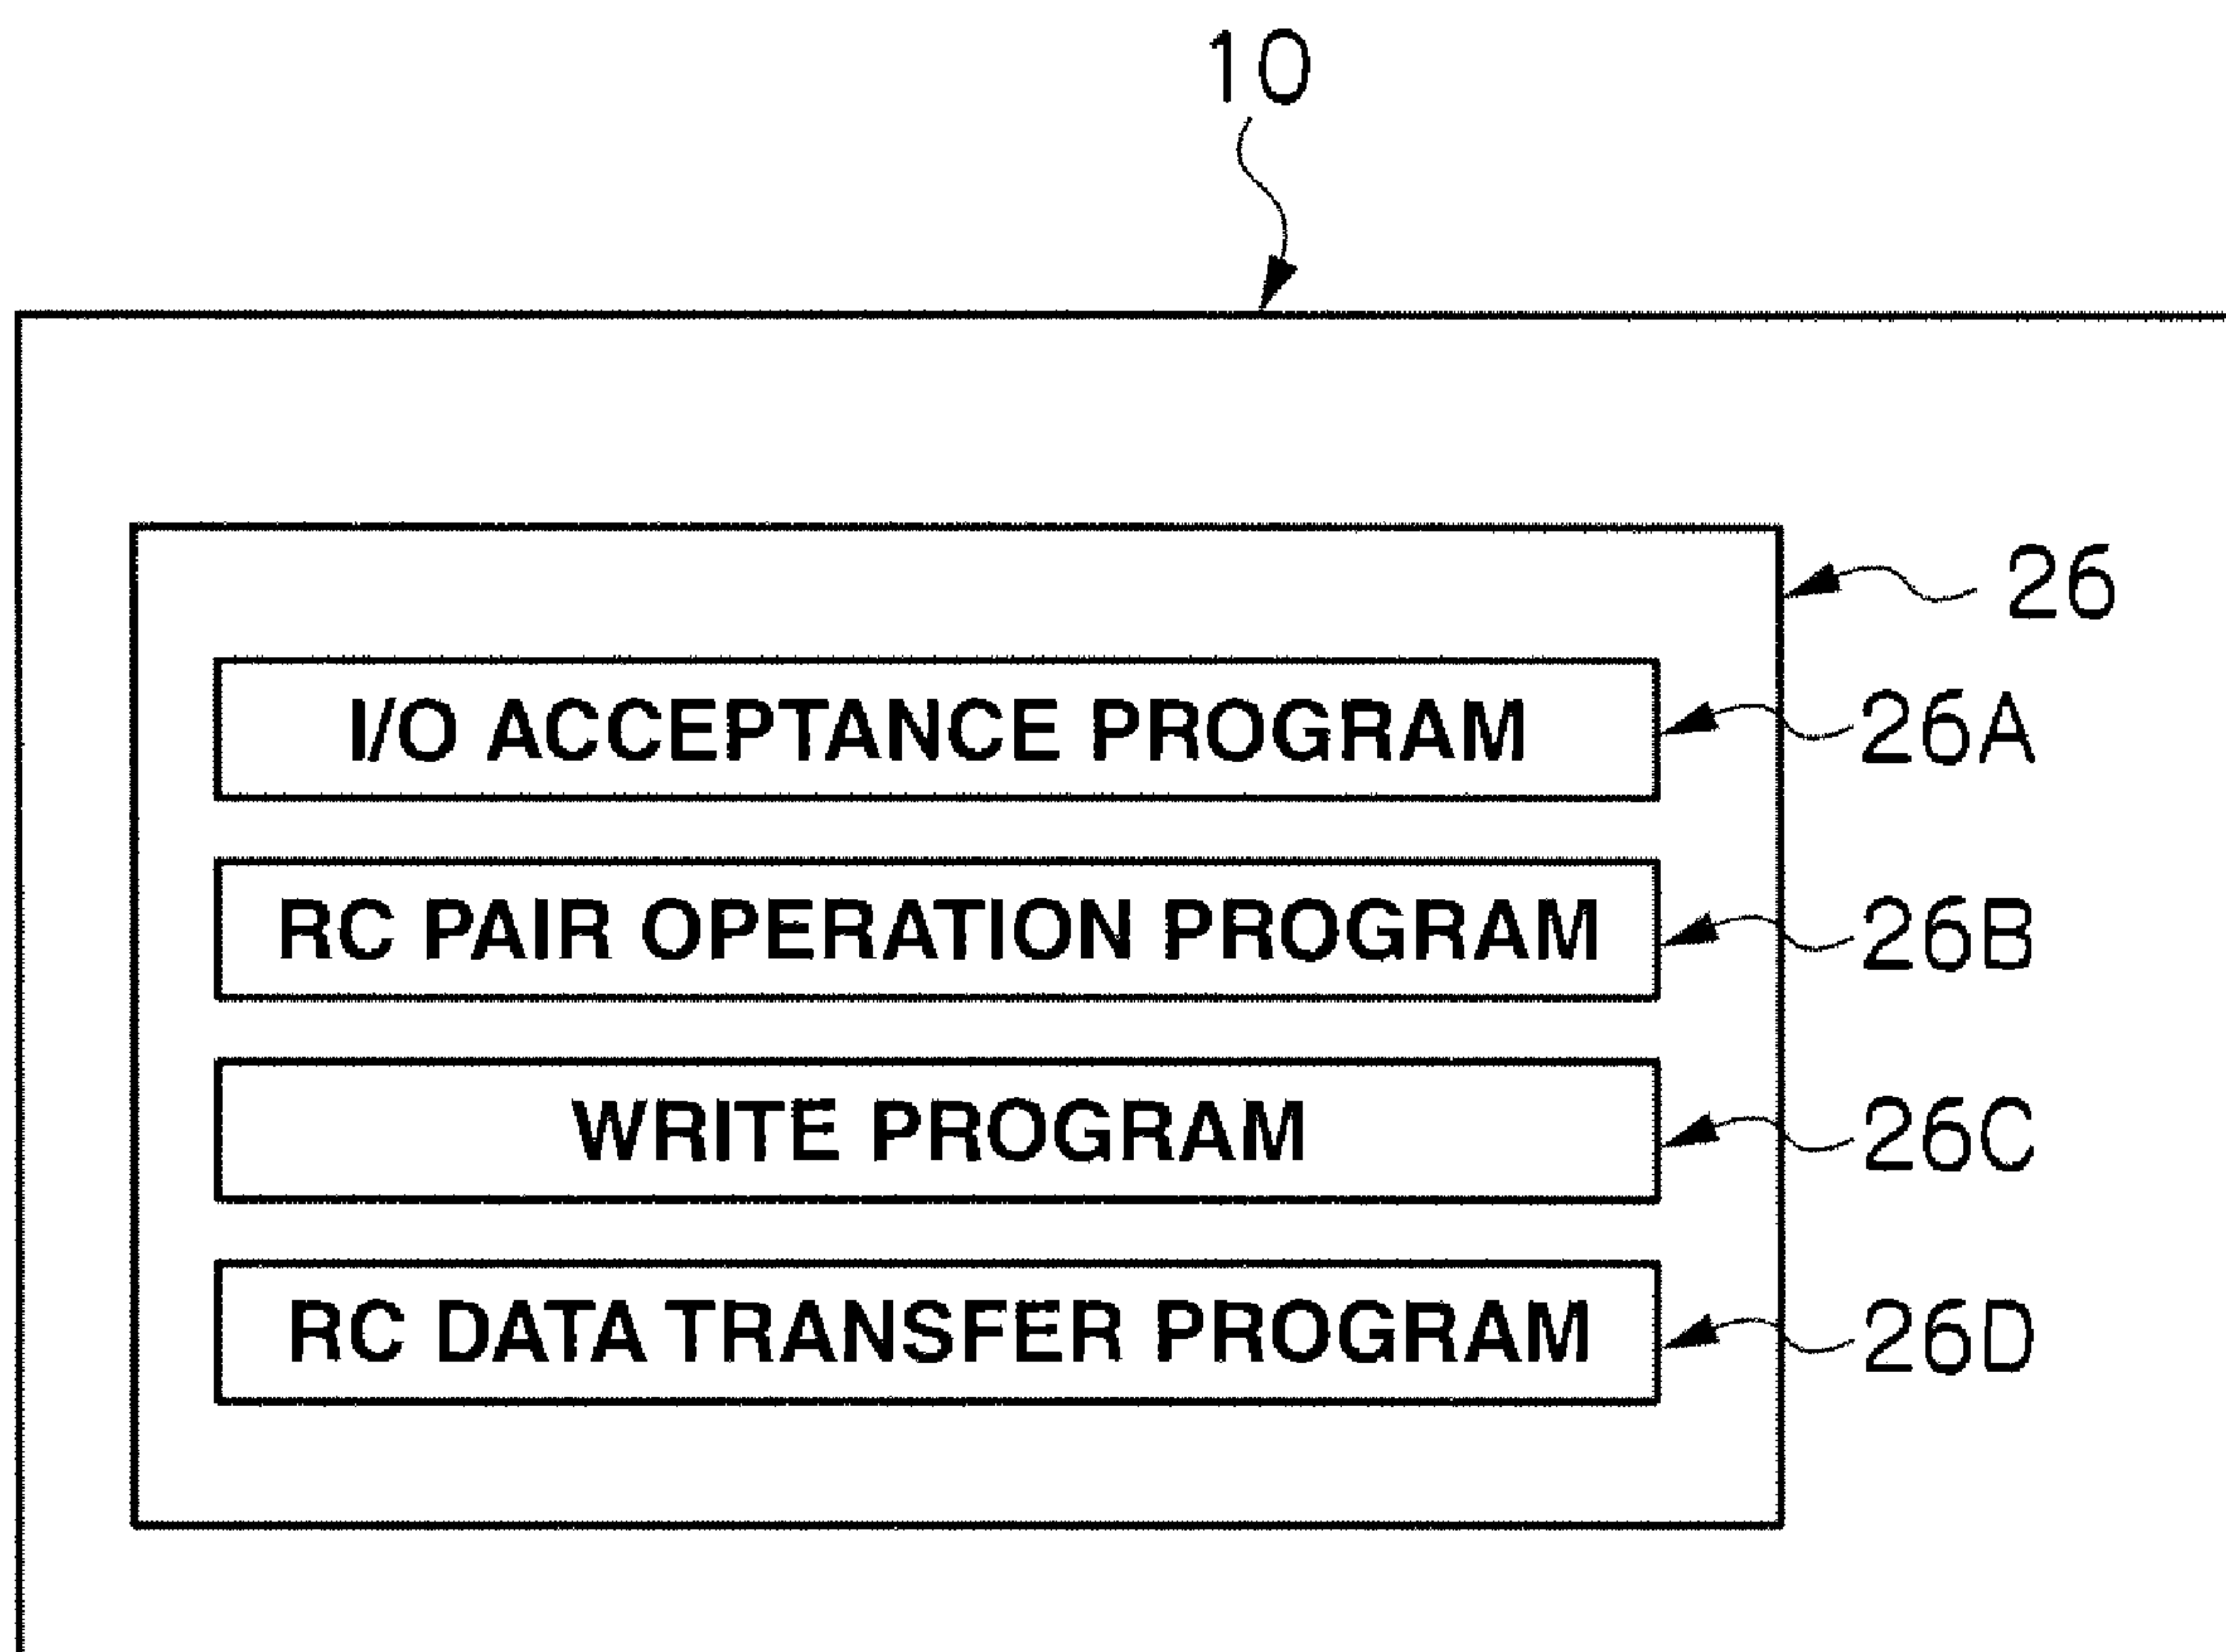 10
26
I/O ACCEPTANCE PROGRAM 26A
RC PAIR OPERATION PROGRAM 26B
WRITE PROGRAM 26C
RC DATA TRANSFER PROGRAM 26D